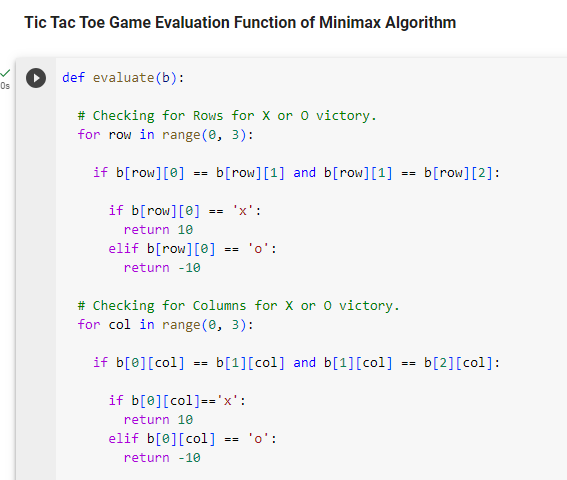 Tic Tac Toe Game Evaluation Function of Minimax Algorithm
0s
def evaluate(b):
# Checking for Rows for X or O victory.
for row in range(0, 3):
if b[row][0] == b[row][1] and b[row][1] == b[row][2]:
if b[row][0] == 'x':
return 10
elif b[row][0] == 'o':
return -10
# Checking for Columns for X or O victory.
for col in range(0, 3):
if b[0][col] == b[1][col] and b[1][col] == b[2][col]:
if b[0][col]=='x':
return 10
elif b[0][col] == 'o':
return -10